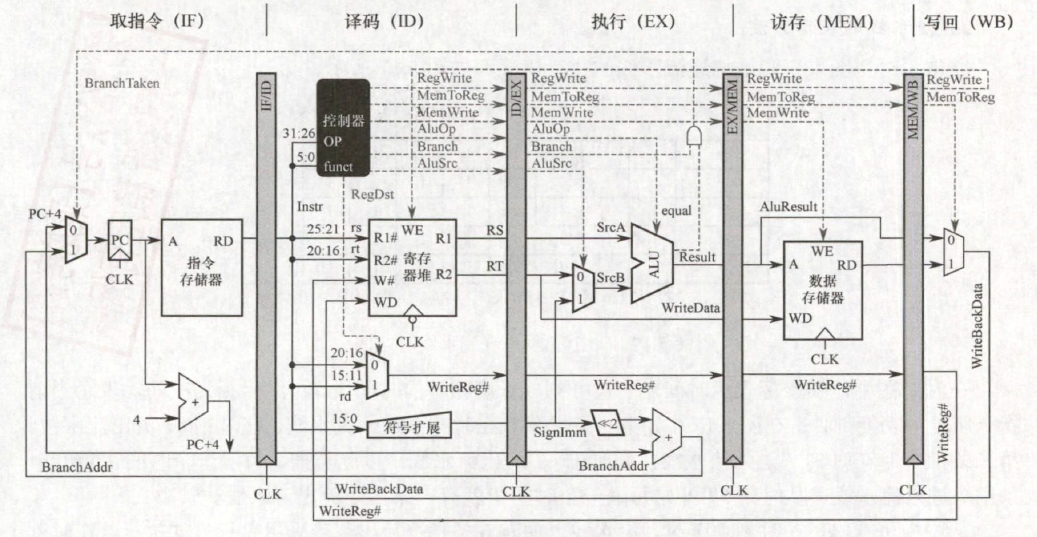 取指令（IF） 译码（ID） 执行（EX） 访存（MEM） 写回（WB）
BranchTaken
IF/ID
控制器
31:26
OP
5:0
funct
RegWrite
MemToReg
MemWrite
AluOp
Branch
AluSrc
RegDst
ID/EX
RegWrite
MemToReg
MemWrite
AluOp
Branch
AluSrc
EX/MEM
RegWrite
MemToReg
MemWrite
MEM/WB
RegWrite
MemToReg
PC+4
0
1
PC
CLK
A RD
指令
存储器
Instr
25:21 rs
20:16 rt
WE
R1# R1
R2# 寄存
器堆 R2
W#
WD
CLK
RS
RT
equal
SrcA
0
1
SrcB
ALU
Result
WriteData
AluResult
WE
A RD
数据
存储器
WD
CLK
0
1
WriteBackData
20:16 0
15:11 1
rd
WriteReg#
WriteReg#
WriteReg#
WriteReg#
15:0
符号扩展
SignImm
≪2
+
BranchAddr
+
4
PC+4
BranchAddr
CLK
CLK
CLK
CLK
WriteBackData
WriteReg#